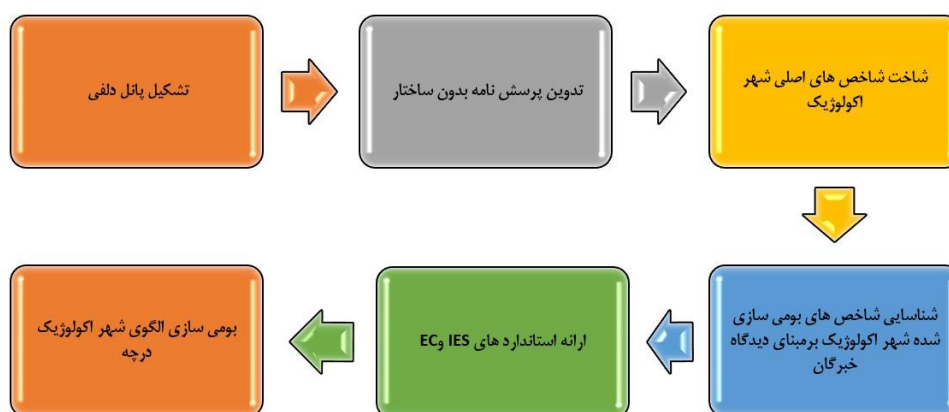 تشکیل پانل دلفی
تدوین پرسش نامه بدون ساختار
شاخت شاخص های اصلی شهر
اکولوژیک
شناسایی شاخص های بومی سازی
شده شهر اکولوژیک برمبنای دیدگاه
خبرگان
ارائه استاندارد های IES وEC
بومی سازی الگوی شهر اکولوژیک
درچه